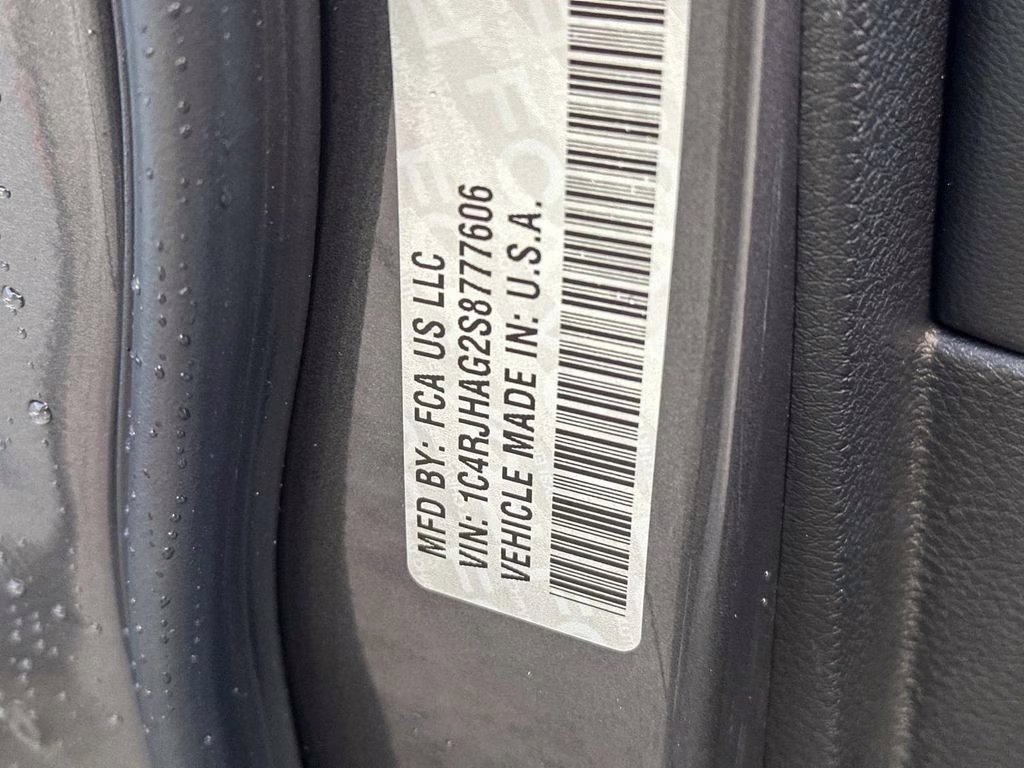 MFD BY: FCA US LLC
VIN: 1C4RJHAG2S8777606
VEHICLE MADE IN: U.S.A.